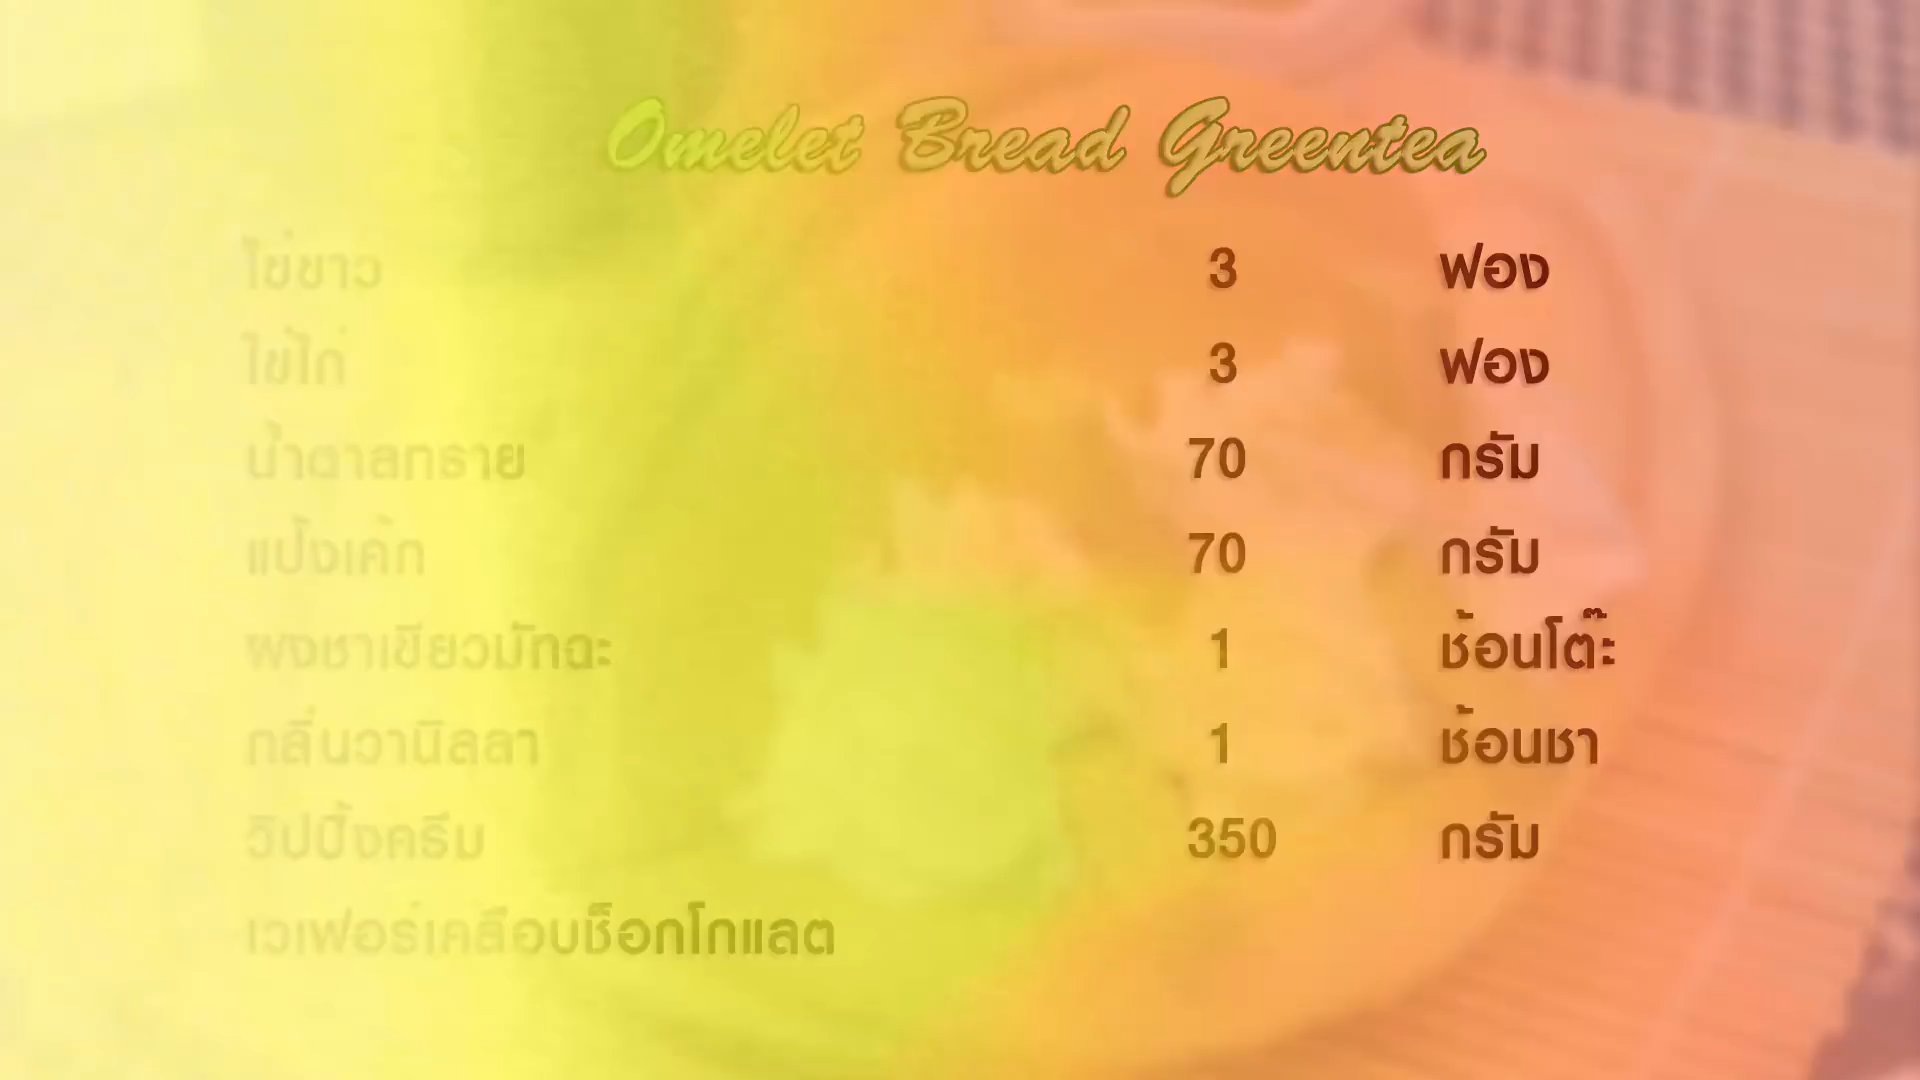 Omelet Bread Greentea
ไข่ขาว 3 ฟอง
ไข่ไก่ 3 ฟอง
น้ำตาลทราย 70 กรัม
แป้งเค้ก 70 กรัม
ผงชาเขียวมัทฉะ 1 ช้อนโต๊ะ
กลิ่นวานิลลา 1 ช้อนชา
วิปปิ้งครีม 350 กรัม
เวเฟอร์เคลือบช็อกโกแลต